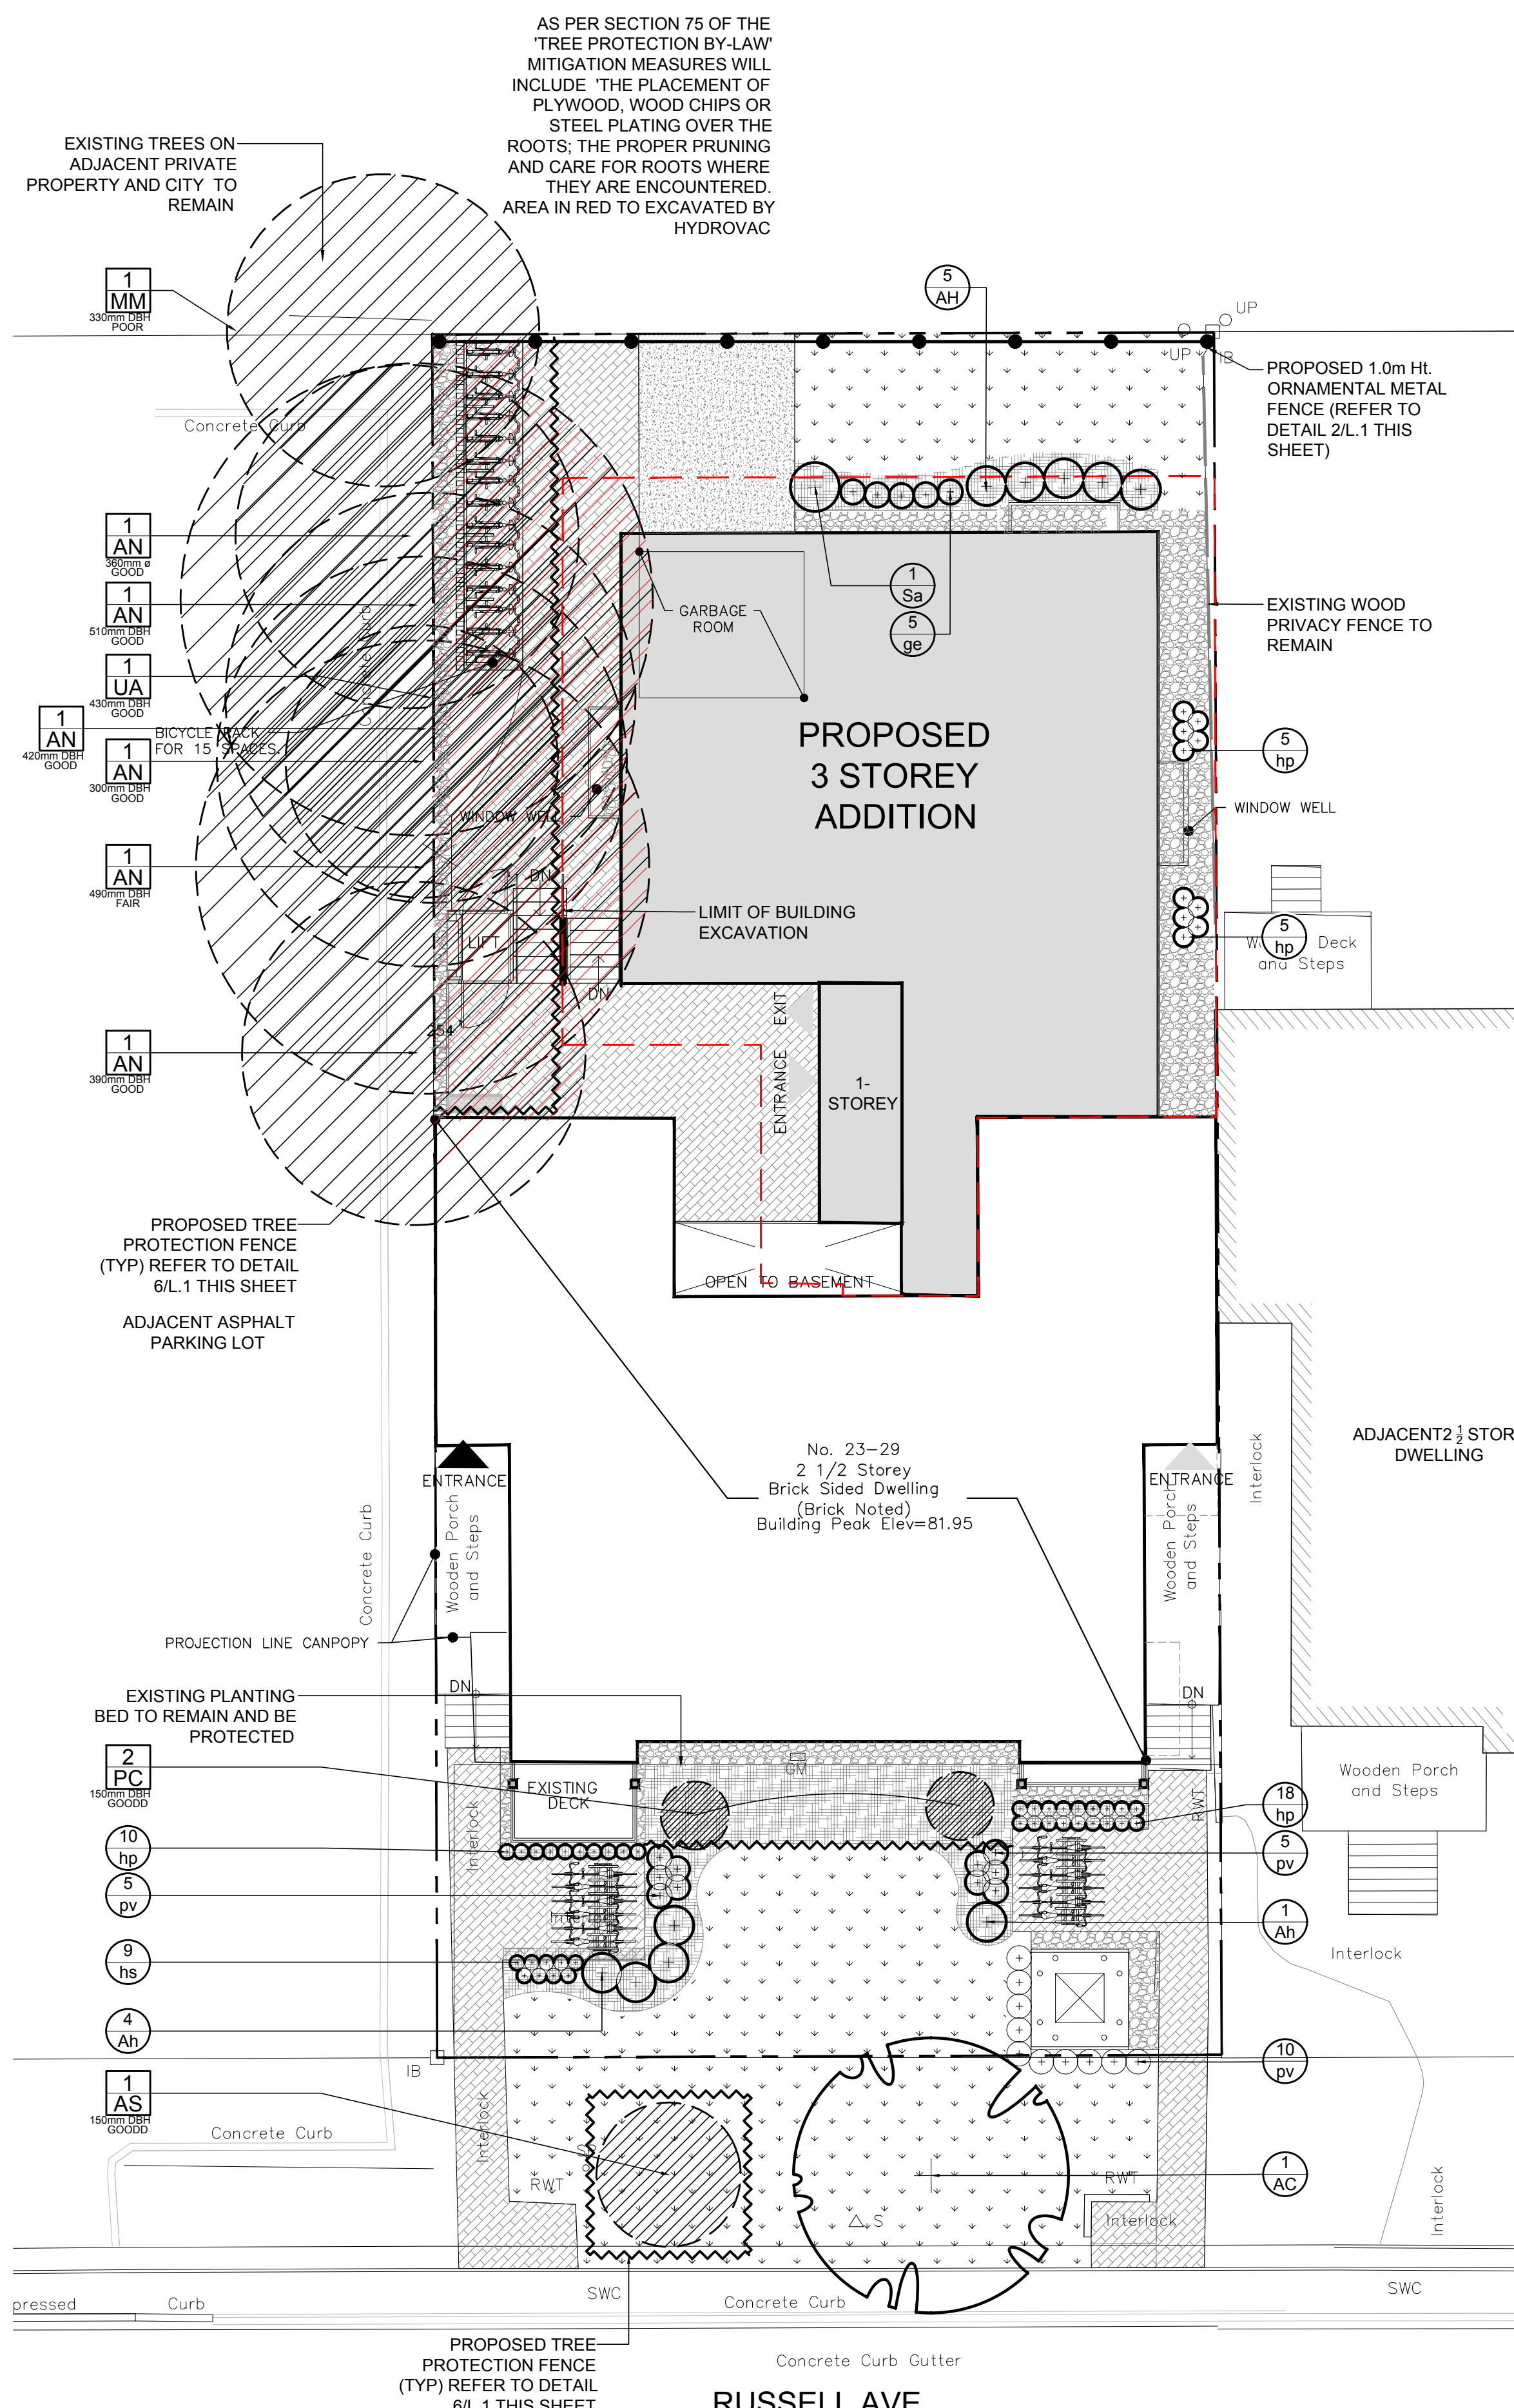 AS PER SECTION 75 OF THE
'TREE PROTECTION BY-LAW'
MITIGATION MEASURES WILL
INCLUDE 'THE PLACEMENT OF
PLYWOOD, WOOD CHIPS OR
STEEL PLATING OVER THE
ROOTS; THE PROPER PRUNING
AND CARE FOR ROOTS WHERE
THEY ARE ENCOUNTERED.
AREA IN RED TO EXCAVATED BY
HYDROVAC
EXISTING TREES ON
ADJACENT PRIVATE
PROPERTY AND CITY TO
REMAIN
1
MM
330mm DBH
POOR
5
AH
UP
UP
IB
PROPOSED 1.0m Ht.
ORNAMENTAL METAL
FENCE (REFER TO
DETAIL 2/L.1 THIS
SHEET)
Concrete Curb
1
AN
360mm ø
GOOD
1
AN
510mm DBH
GOOD
1
UA
430mm DBH
GOOD
1
AN
420mm DBH
GOOD
BICYCLE RACK
FOR 15 SPACES.
1
AN
300mm DBH
GOOD
1
AN
490mm DBH
FAIR
1
AN
390mm DBH
GOOD
Concrete Curb
1
Sa
5
ge
GARBAGE
ROOM
EXISTING WOOD
PRIVACY FENCE TO
REMAIN
PROPOSED
3 STOREY
ADDITION
5
hp
WINDOW WELL
WINDOW WELL
DN
LIFT
DN
254
LIMIT OF BUILDING
EXCAVATION
5
hp
Deck
and Steps
EXIT
ENTRANCE
1-
STOREY
OPEN TO BASEMENT
PROPOSED TREE
PROTECTION FENCE
(TYP) REFER TO DETAIL
6/L.1 THIS SHEET
ADJACENT ASPHALT
PARKING LOT
No. 23-29
2 1/2 Storey
Brick Sided Dwelling
(Brick Noted)
Building Peak Elev=81.95
ADJACENT2 1/2 STOR
DWELLING
Interlock
ENTRANCE
ENTRANCE
Wooden Porch
and Steps
Wooden Porch
and Steps
Concrete Curb
PROJECTION LINE CANPOPY
DN
DN
EXISTING PLANTING
BED TO REMAIN AND BE
PROTECTED
2
PC
150mm DBH
GOODD
GM
EXISTING
DECK
Interlock
RWT
Wooden Porch
and Steps
18
hp
10
hp
5
pv
5
pv
1
Ah
9
hs
Interlock
4
Ah
10
pv
IB
1
AS
150mm DBH
GOODD
Concrete Curb
Interlock
RWT
S
RWT
Interlock
1
AC
Interlock
SWC
SWC
pressed
Curb
Concrete Curb
PROPOSED TREE
PROTECTION FENCE
(TYP) REFER TO DETAIL
6/L.1 THIS SHEET
Concrete Curb Gutter
RUSSELL AVE